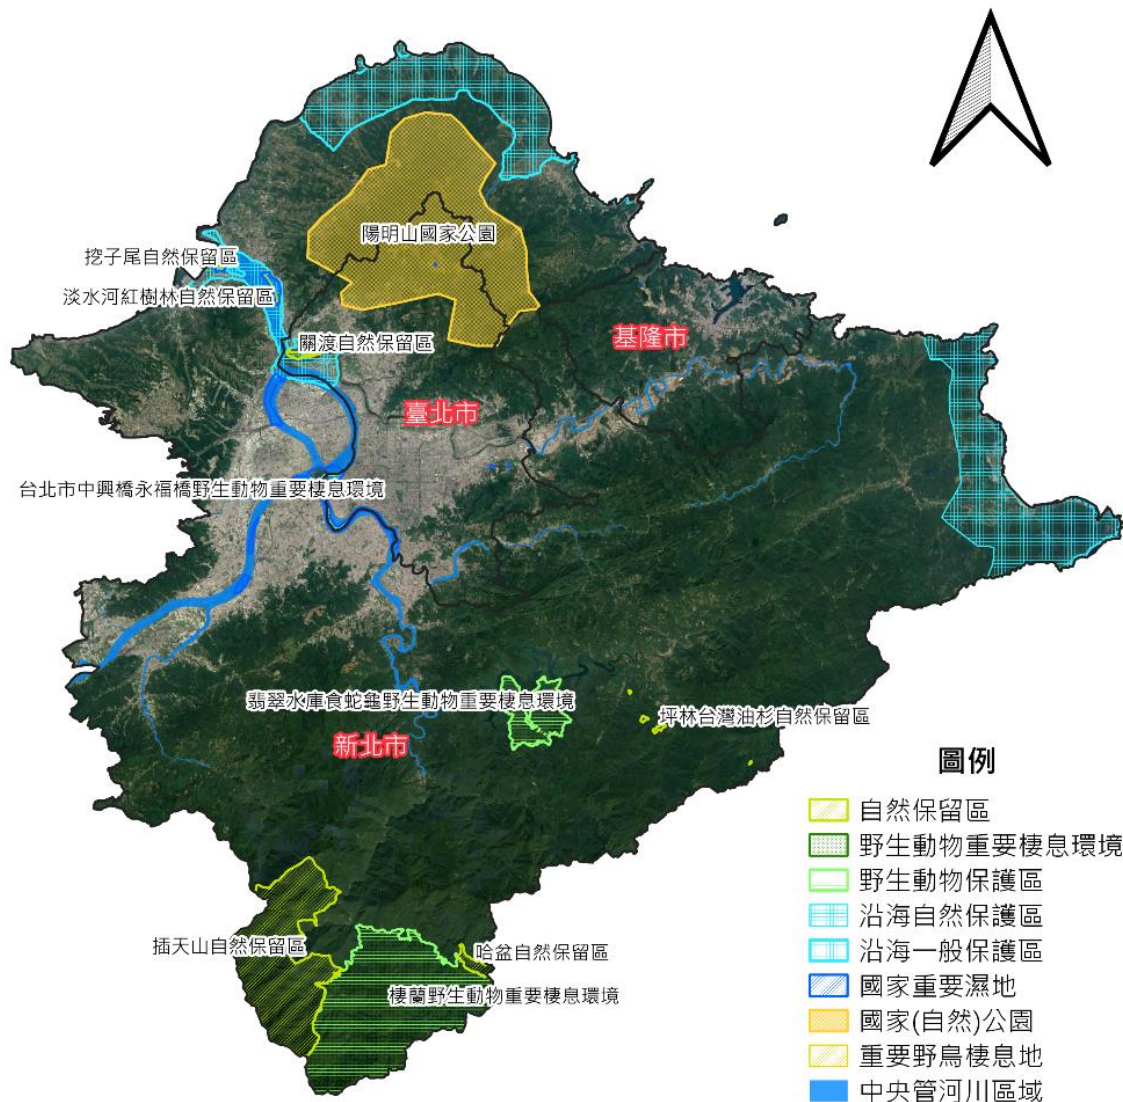 陽明山國家公園
挖子尾自然保留區
淡水河紅樹林自然保留區
關渡自然保留區
基隆市
臺北市
台北市中興橋永福橋野生動物重要棲息環境
翡翠水庫食蛇龜野生動物重要棲息環境
坪林台灣油杉自然保留區
新北市
插天山自然保留區
哈盆自然保留區
棲蘭野生動物重要棲息環境
圖例
自然保留區
野生動物重要棲息環境
野生動物保護區
沿海自然保護區
沿海一般保護區
國家重要濕地
國家(自然)公園
重要野鳥棲息地
中央管河川區域